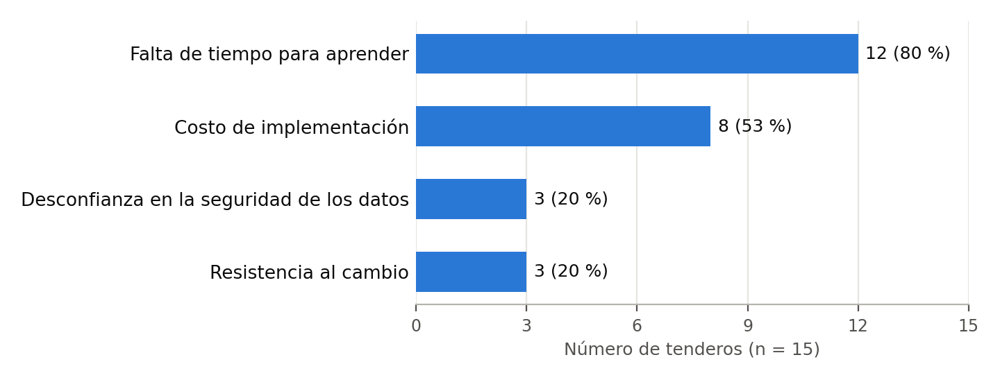 Falta de tiempo para aprender 12 (80 %)
Costo de implementación 8 (53 %)
Desconfianza en la seguridad de los datos 3 (20 %)
Resistencia al cambio 3 (20 %)
0 3 6 9 12 15
Número de tenderos (n = 15)